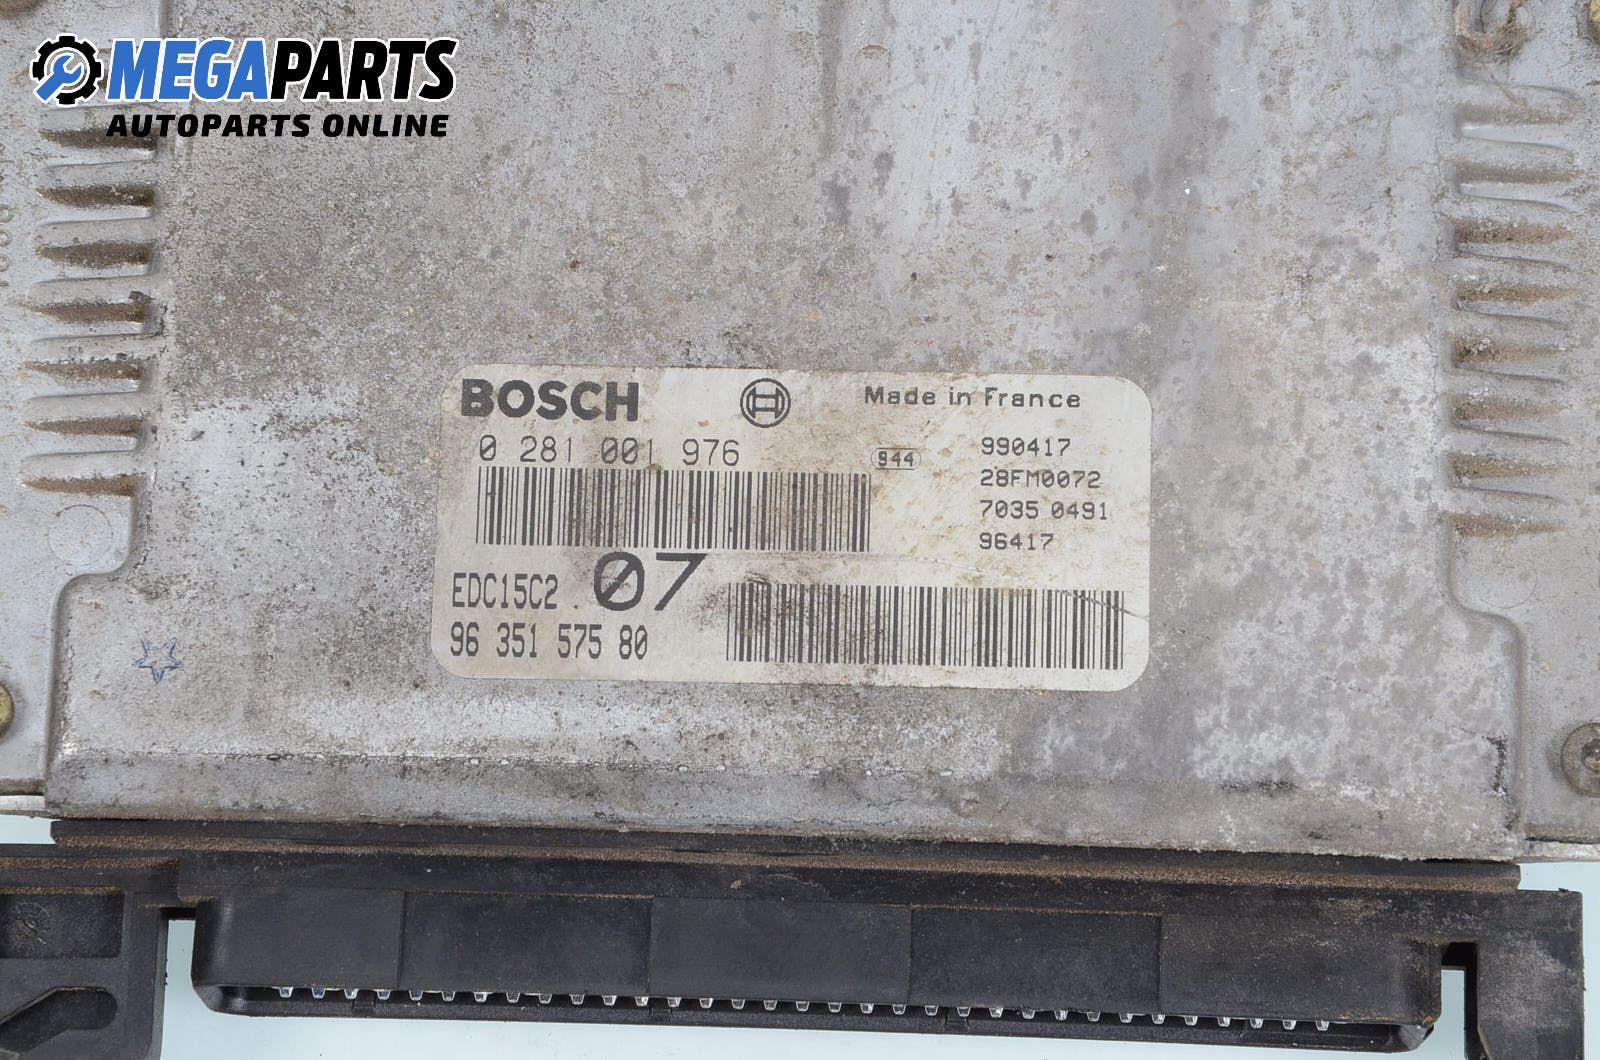 MEGAPARTS
AUTOPARTS ONLINE
BOSCH
Made in France
0 281 001 976
944
990417
28FM0072
7035 0491
96417
EDC15C2 . 07
96 351 575 80